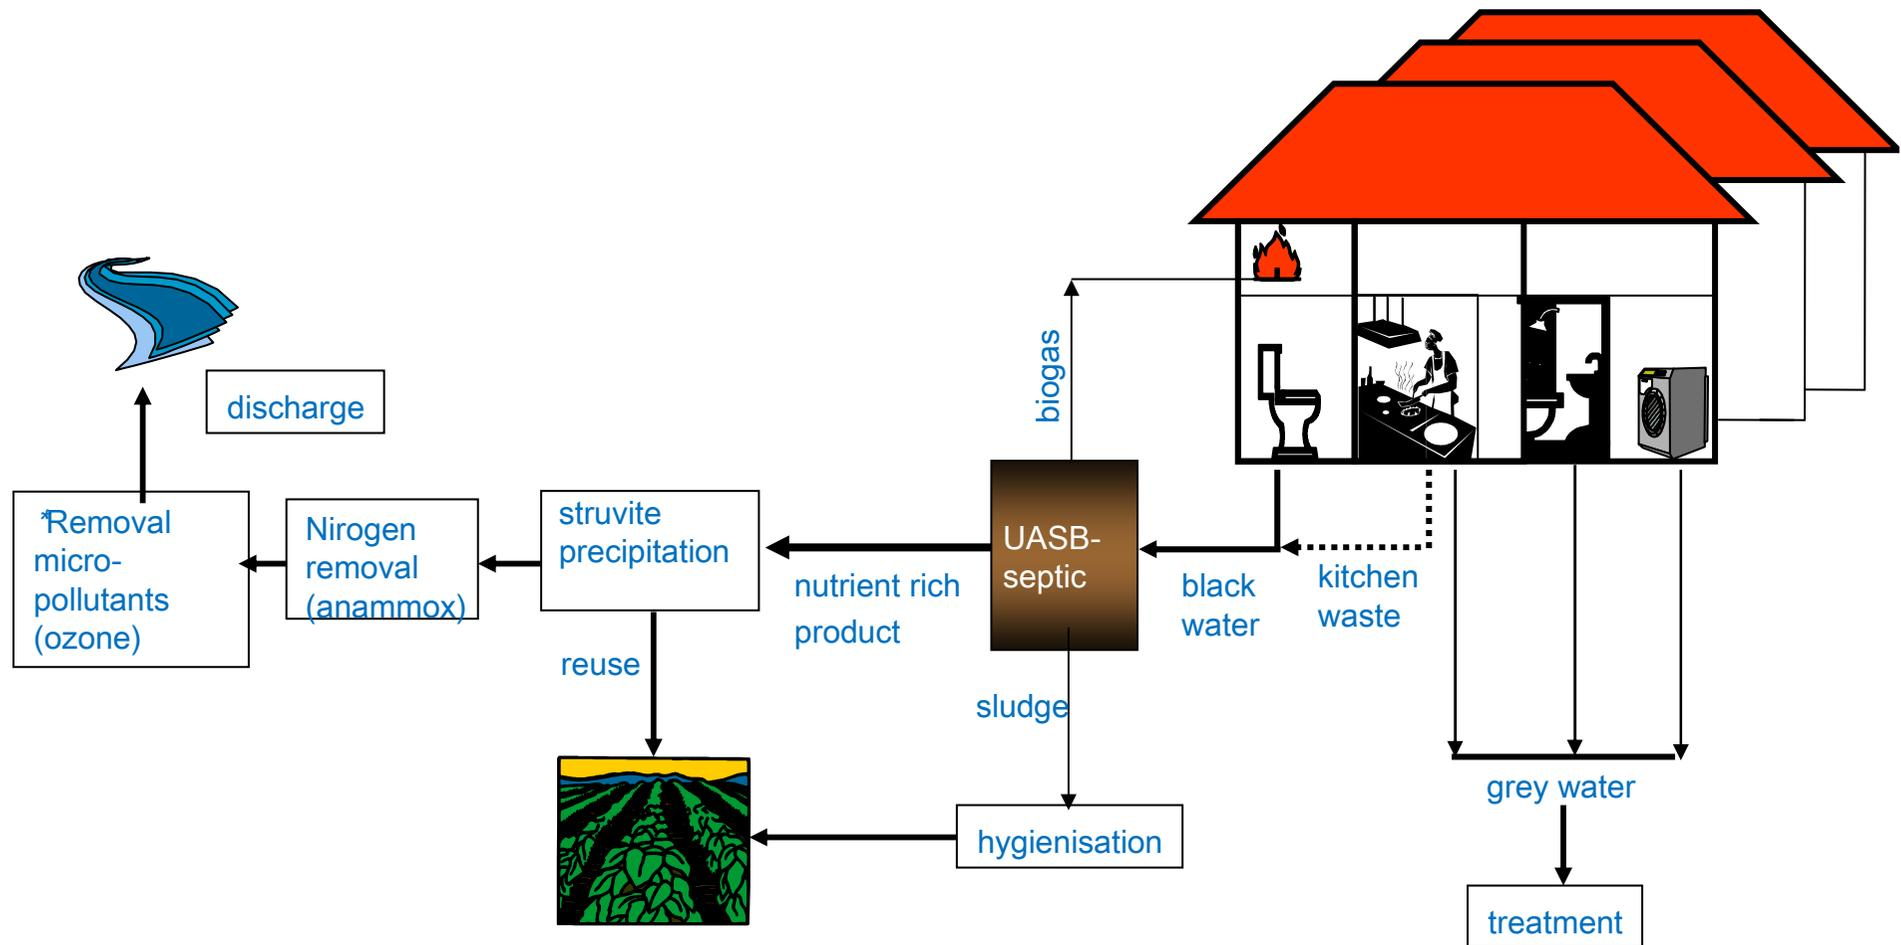 biogas
discharge
*Removal
micro-
pollutants
(ozone)
Nirogen
removal
(anammox)
struvite
precipitation
nutrient rich
product
UASB-
septic
black
water
kitchen
waste
reuse
sludge
hygienisation
grey water
treatment